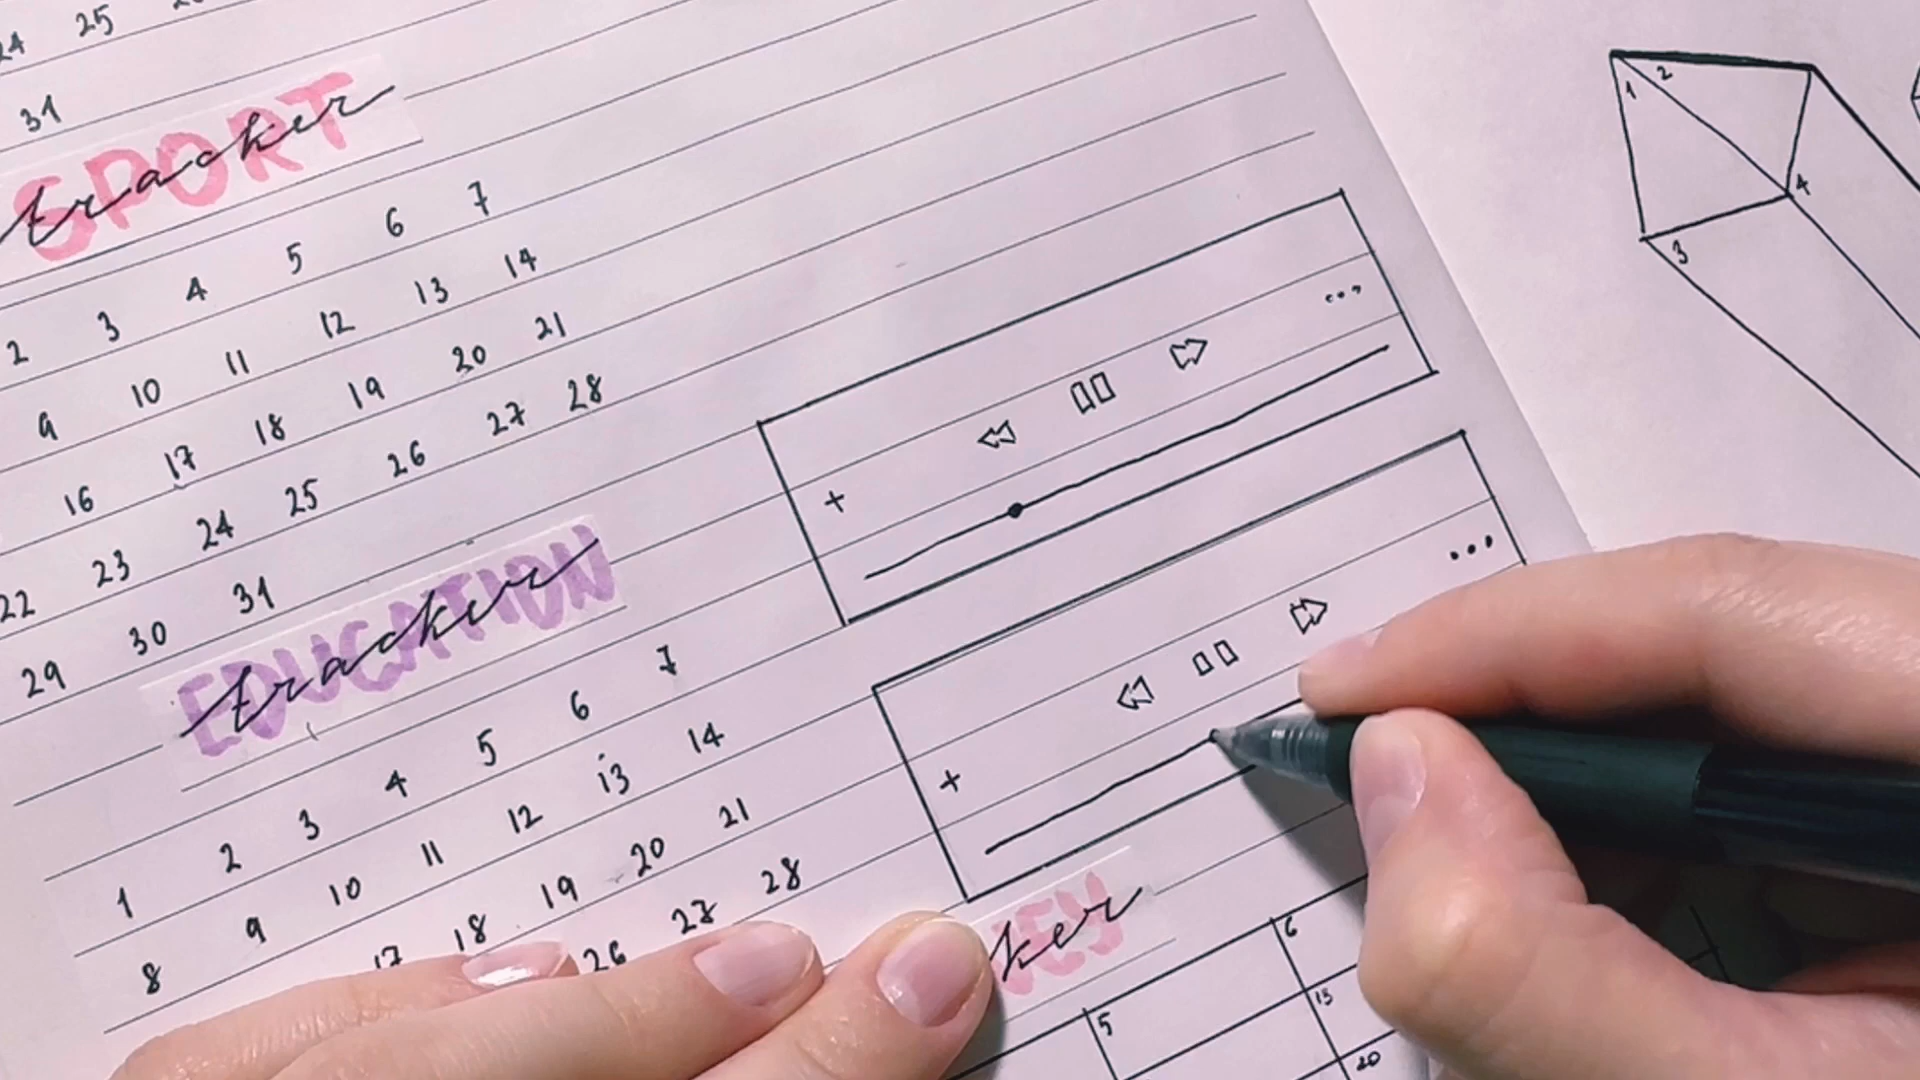 24 25
31
SPORT
tracker
2 3 4 5 6 7
9 10 11 12 13 14
16 17 18 19 20 21
22 23 24 25 26 27 28
29 30 31
EDUCATION
tracker
1 2 3 4 5 6 7
8 9 10 11 12 13 14
17 18 19 20 21
26 27 28
+
+
EY
ker
5 6
15
20
1 2
3 4